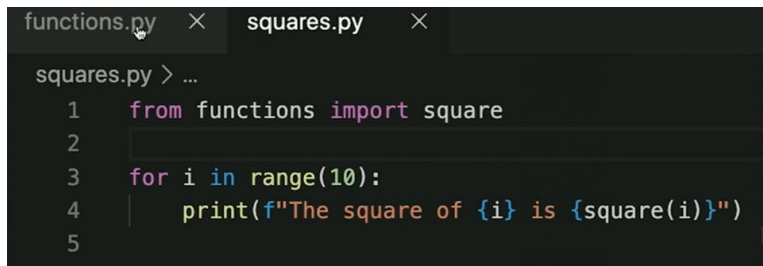 functions.py × squares.py ×
squares.py > ...
1 from functions import square
2
3 for i in range(10):
4     print(f"The square of {i} is {square(i)}")
5